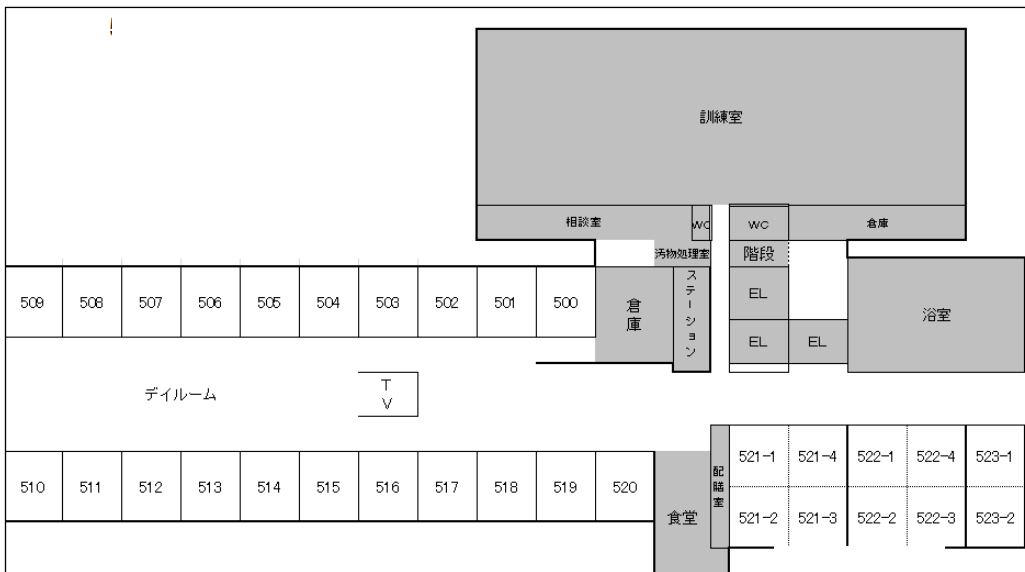 訓練室
相談室
WC
WC
倉庫
汚物処理室
階段
509
508
507
506
505
504
503
502
501
500
倉庫
ステーション
EL
EL
EL
浴室
デイルーム
TV
510
511
512
513
514
515
516
517
518
519
520
食堂
配膳室
521-1
521-4
522-1
522-4
523-1
521-2
521-3
522-2
522-3
523-2